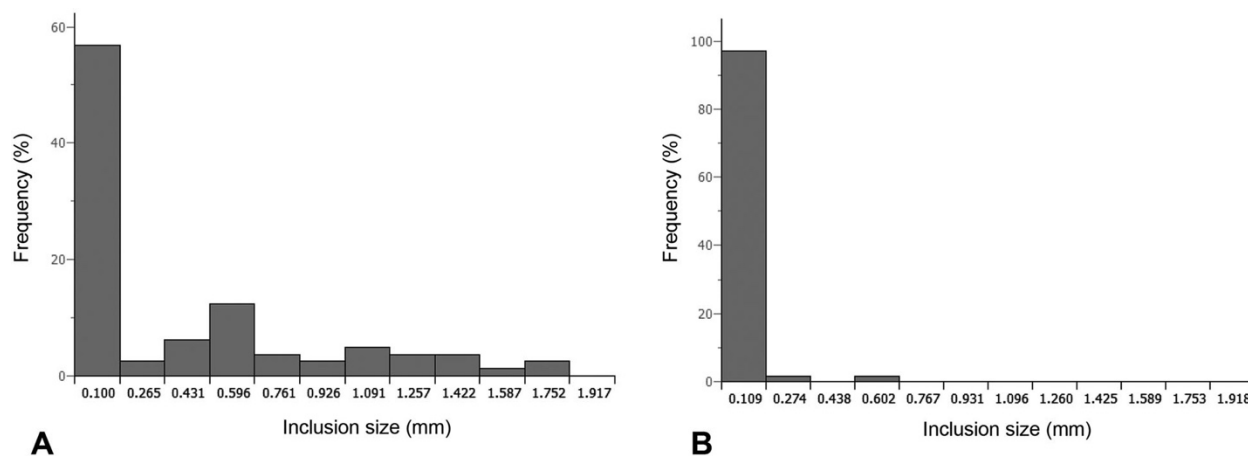 60
40
20
0
Frequency (%)
0.100 0.265 0.431 0.596 0.761 0.926 1.091 1.257 1.422 1.587 1.752 1.917
Inclusion size (mm)
A
100
80
60
40
20
0
Frequency (%)
0.109 0.274 0.438 0.602 0.767 0.931 1.096 1.260 1.425 1.589 1.753 1.918
Inclusion size (mm)
B